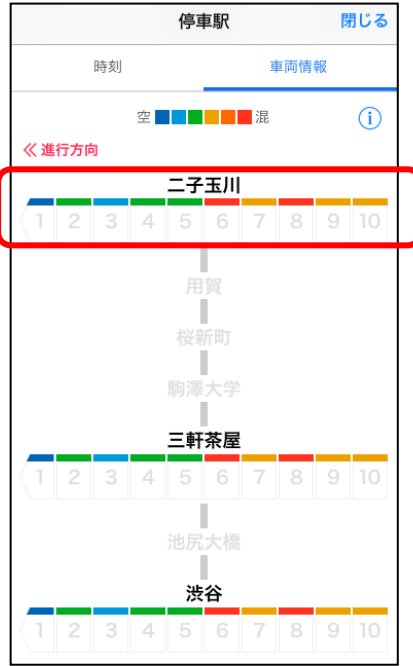 停車駅 閉じる
時刻 車両情報
空 混 i
≪ 進行方向
二子玉川
1 2 3 4 5 6 7 8 9 10
用賀
桜新町
駒澤大学
三軒茶屋
1 2 3 4 5 6 7 8 9 10
池尻大橋
渋谷
1 2 3 4 5 6 7 8 9 10